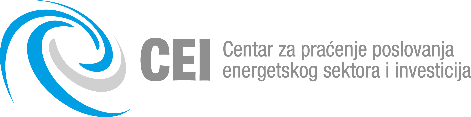 CEI
Centar za praćenje poslovanja
energetskog sektora i investicija